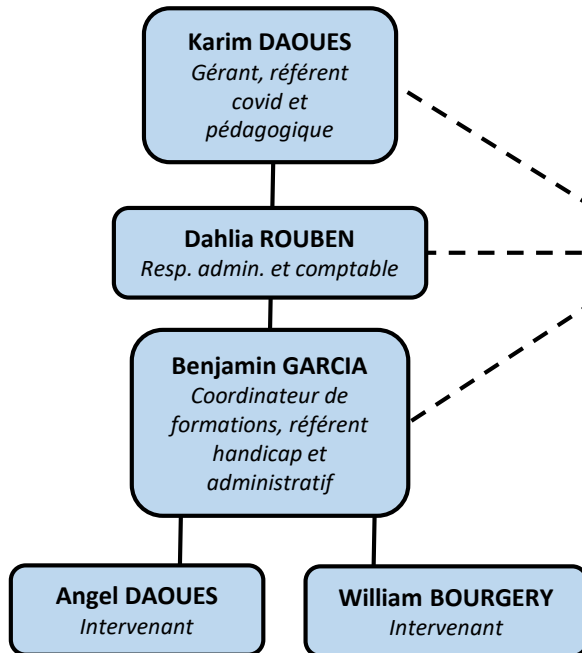 Karim DAOUES
Gérant, référent
covid et
pédagogique
Dahlia ROUBEN
Resp. admin. et comptable
Benjamin GARCIA
Coordinateur de
formations, référent
handicap et
administratif
Angel DAOUES
Intervenant
William BOURGERY
Intervenant